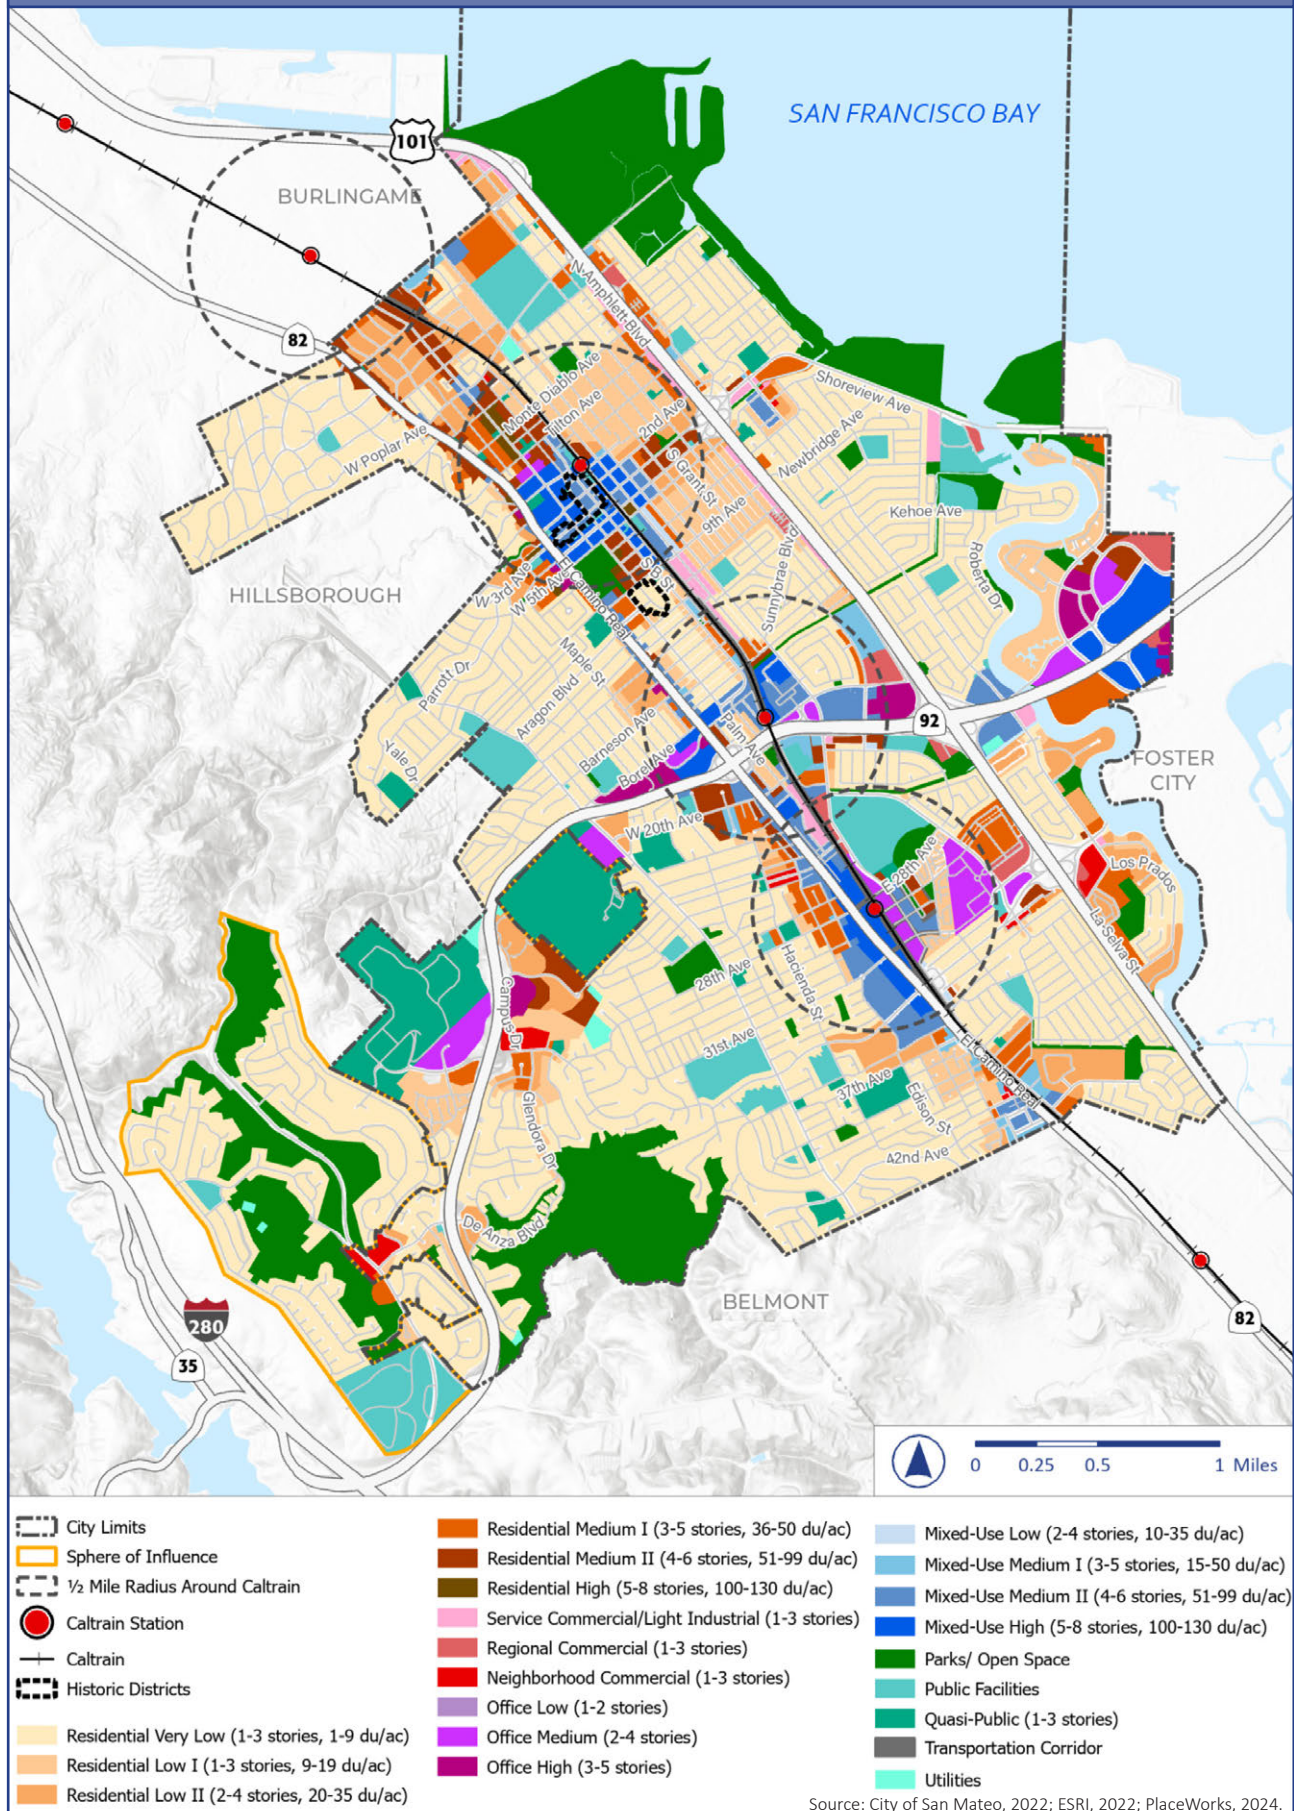 SAN FRANCISCO BAY
101
BURLINGAME
N Amphlett Blvd
82
Monte Diablo Ave
Tilton Ave
Shoreview Ave
2nd Ave
W Poplar Ave
Newbridge Ave
S Grant St
9th Ave
Kehoe Ave
Sunnybrae Blvd
Roberta Dr
HILLSBOROUGH
W 3rd Ave
W 5th Ave
S B St
El Camino Real
Maple St
Parrott Dr
Aragon Blvd
Palm Ave
92
Barneson Ave
Yale Dr
Borel Ave
FOSTER
CITY
W 20th Ave
E 28th Ave
Los Prados
La Selva St
28th Ave
Hacienda St
Campus Dr
31st Ave
El Camino Real
37th Ave
Edison St
Glendora Dr
42nd Ave
De Anza Blvd
BELMONT
280
82
35
0 0.25 0.5 1 Miles
City Limits
Sphere of Influence
½ Mile Radius Around Caltrain
Caltrain Station
Caltrain
Historic Districts
Residential Very Low (1-3 stories, 1-9 du/ac)
Residential Low I (1-3 stories, 9-19 du/ac)
Residential Low II (2-4 stories, 20-35 du/ac)
Residential Medium I (3-5 stories, 36-50 du/ac)
Residential Medium II (4-6 stories, 51-99 du/ac)
Residential High (5-8 stories, 100-130 du/ac)
Service Commercial/Light Industrial (1-3 stories)
Regional Commercial (1-3 stories)
Neighborhood Commercial (1-3 stories)
Office Low (1-2 stories)
Office Medium (2-4 stories)
Office High (3-5 stories)
Mixed-Use Low (2-4 stories, 10-35 du/ac)
Mixed-Use Medium I (3-5 stories, 15-50 du/ac)
Mixed-Use Medium II (4-6 stories, 51-99 du/ac)
Mixed-Use High (5-8 stories, 100-130 du/ac)
Parks/ Open Space
Public Facilities
Quasi-Public (1-3 stories)
Transportation Corridor
Utilities
Source: City of San Mateo, 2022; ESRI, 2022; PlaceWorks, 2024.